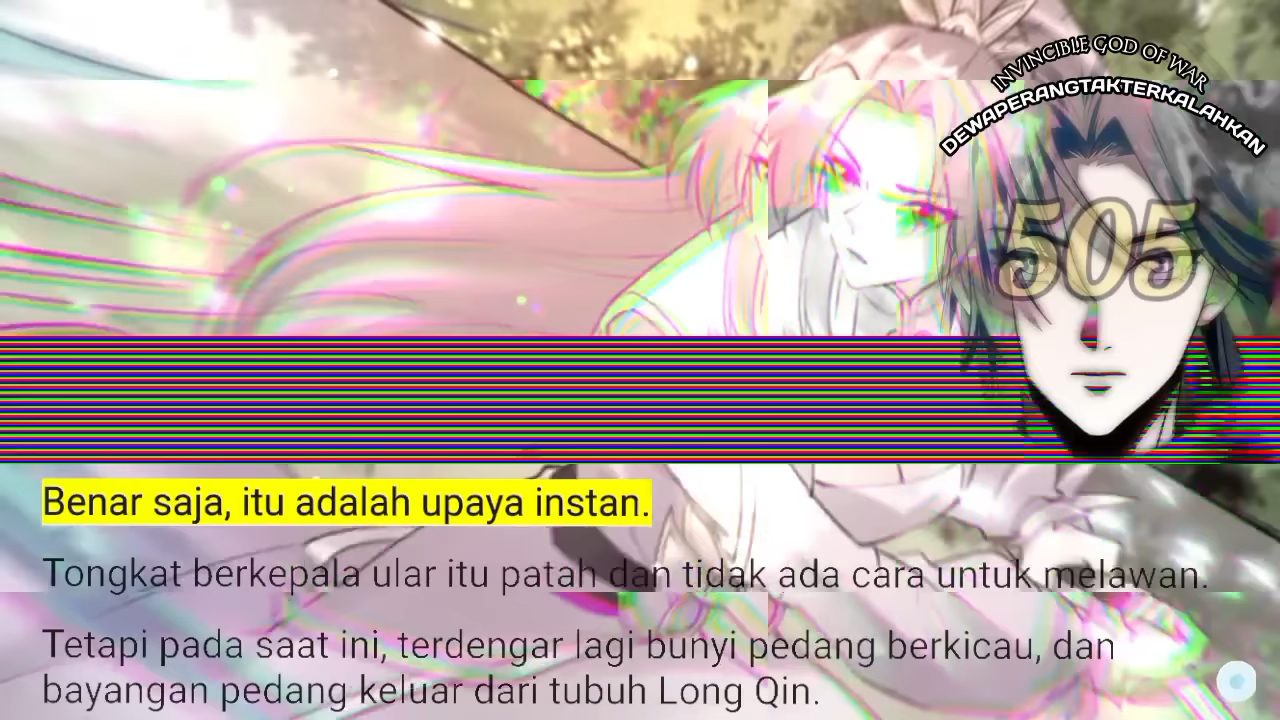 INVINCIBLE GOD OF WAR
DEWAPERANGTAKTERKALAHKAN
505
Benar saja, itu adalah upaya instan.
Tongkat berkepala ular itu patah dan tidak ada cara untuk melawan.
Tetapi pada saat ini, terdengar lagi bunyi pedang berkicau, dan
bayangan pedang keluar dari tubuh Long Qin.